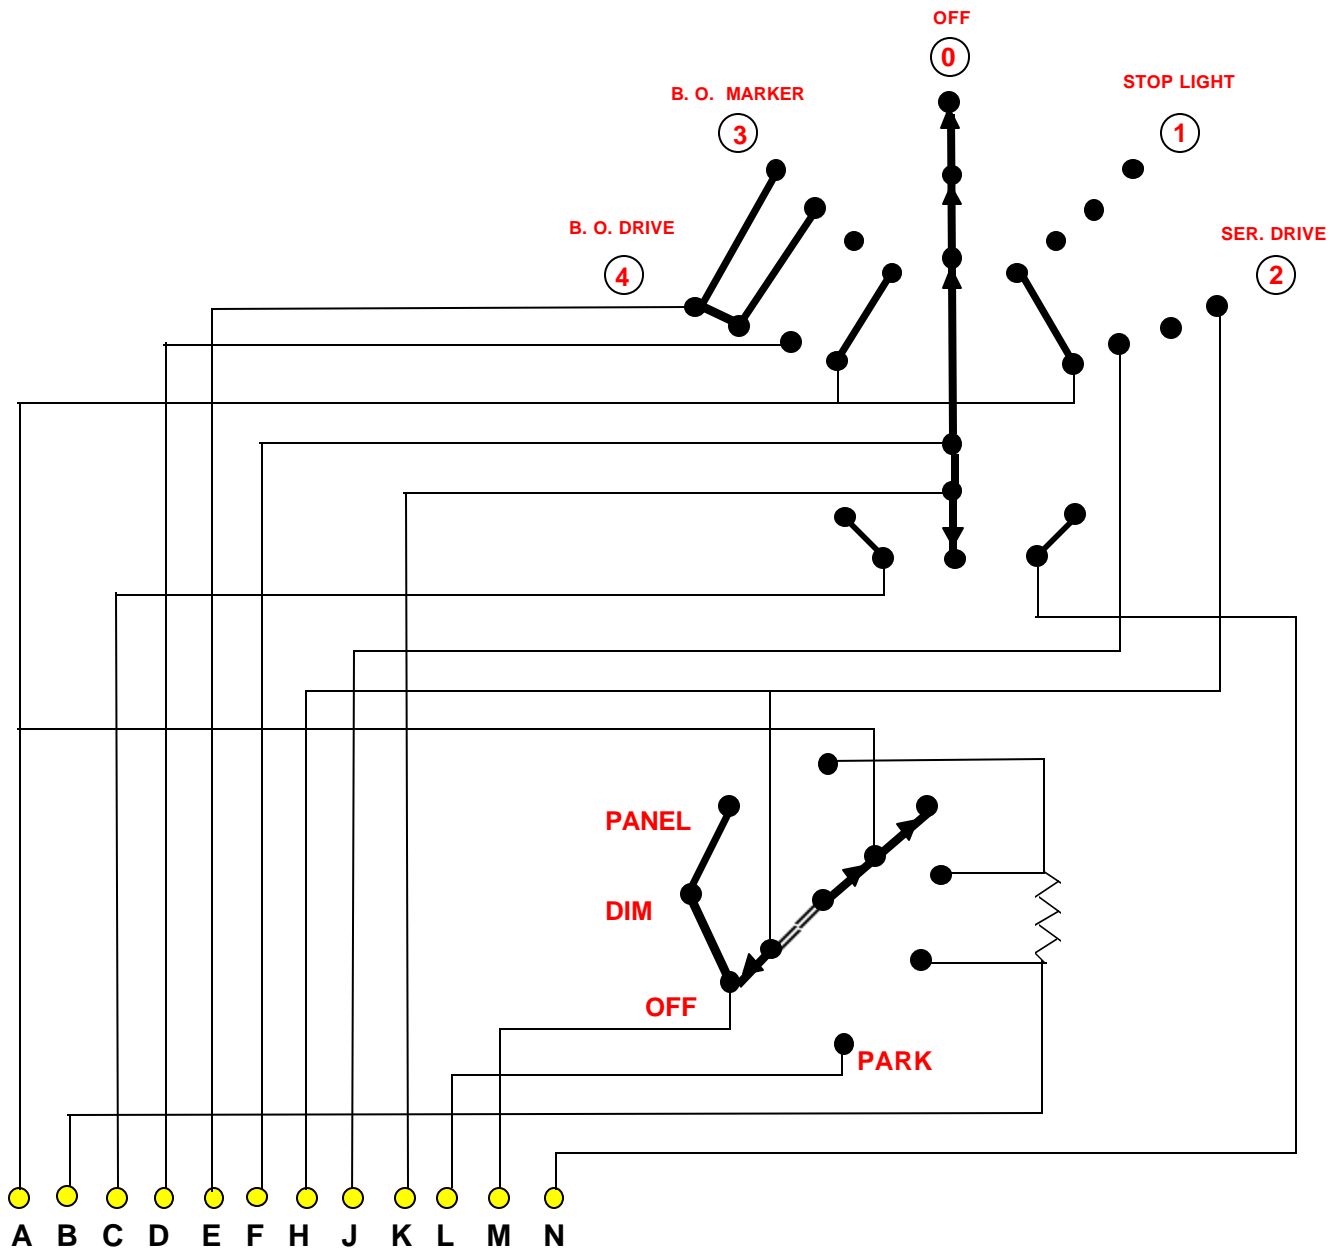 OFF
0
B. O. MARKER
3
STOP LIGHT
1
B. O. DRIVE
4
SER. DRIVE
2
PANEL
DIM
OFF
PARK
A B C D E F H J K L M N